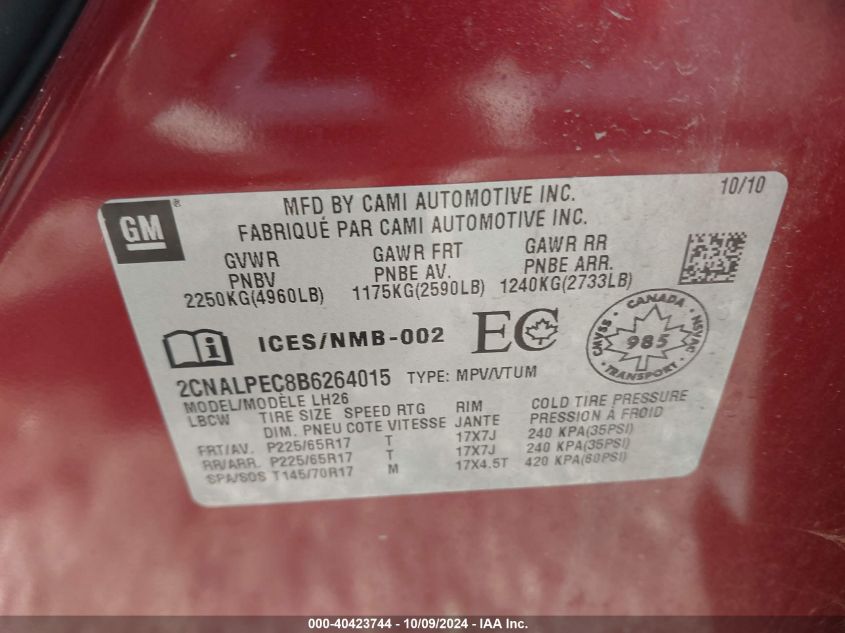 GM ®
MFD BY CAMI AUTOMOTIVE INC.
10/10
FABRIQUÉ PAR CAMI AUTOMOTIVE INC.
GVWR GAWR FRT GAWR RR
PNBV PNBE AV. PNBE ARR.
2250KG(4960LB) 1175KG(2590LB) 1240KG(2733LB)
i ICES/NMB-002 EC
CANADA
CMVSS 985 NSVAC
TRANSPORT
2CNALPEC8B6264015 TYPE: MPV/VTUM
MODEL/MODÈLE LH26
LBCW TIRE SIZE SPEED RTG RIM COLD TIRE PRESSURE
DIM. PNEU COTE VITESSE JANTE PRESSION À FROID
FRT/AV. P225/65R17 T 17X7J 240 KPA(35PSI)
RR/ARR. P225/65R17 T 17X7J 240 KPA(35PSI)
SPA/SOS T145/70R17 M 17X4.5T 420 KPA(60PSI)
000-40423744 - 10/09/2024 - IAA Inc.